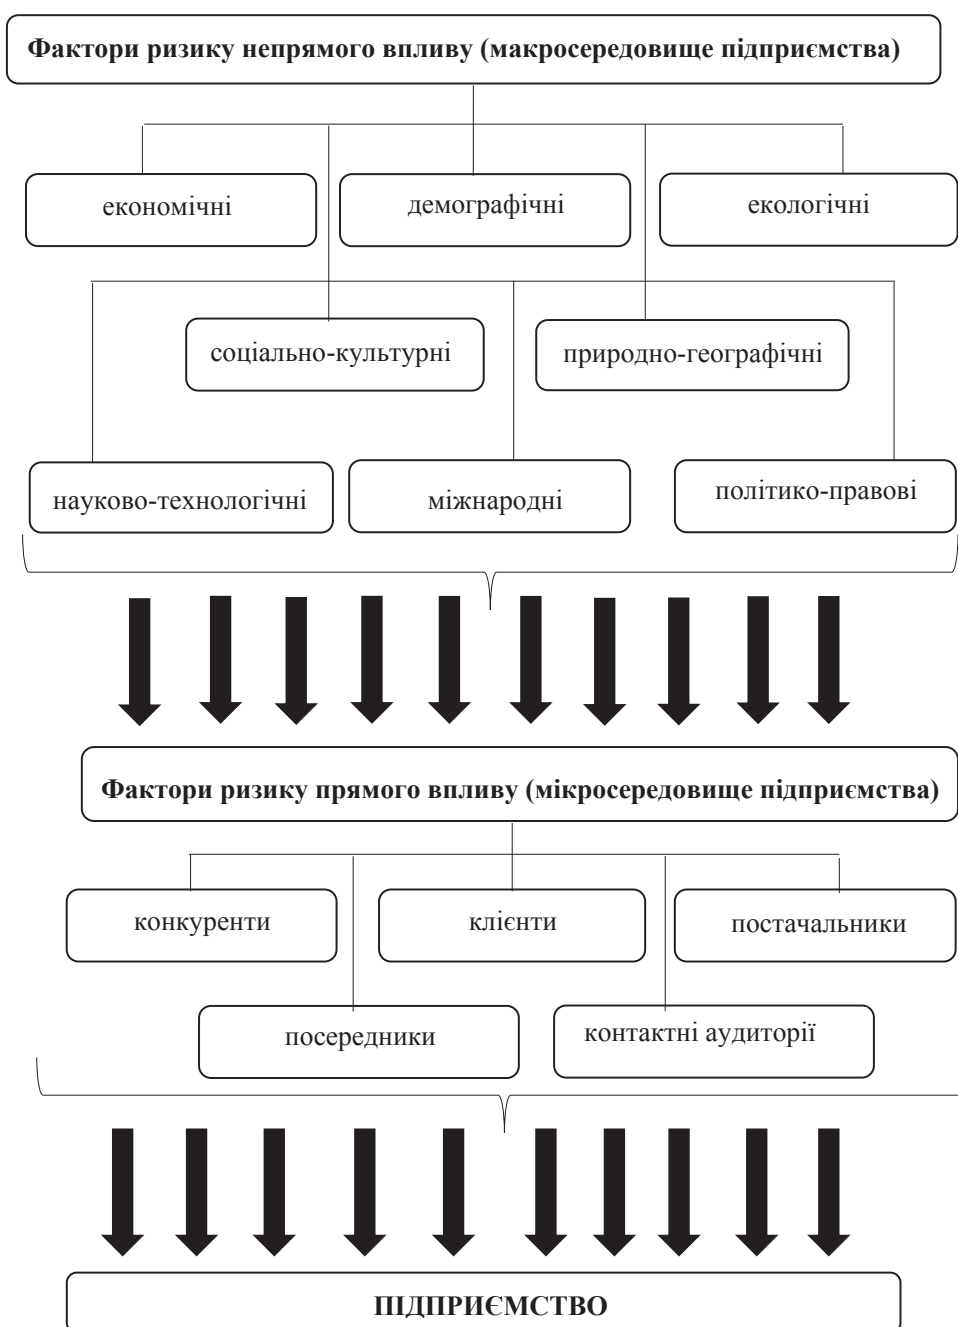 Фактори ризику непрямого впливу (макросередовище підприємства)
економічні
демографічні
екологічні
соціально-культурні
природно-географічні
науково-технологічні
міжнародні
політико-правові
Фактори ризику прямого впливу (мікросередовище підприємства)
конкуренти
клієнти
постачальники
посередники
контактні аудиторії
ПІДПРИЄМСТВО